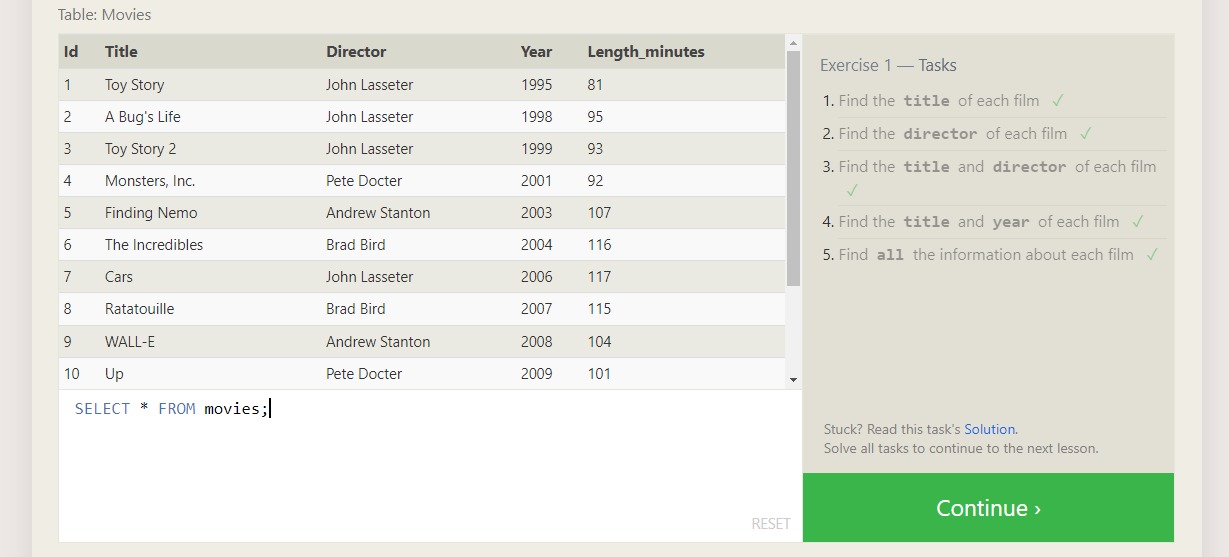 Table: Movies
Id Title Director Year Length_minutes
1 Toy Story John Lasseter 1995 81
2 A Bug's Life John Lasseter 1998 95
3 Toy Story 2 John Lasseter 1999 93
4 Monsters, Inc. Pete Docter 2001 92
5 Finding Nemo Andrew Stanton 2003 107
6 The Incredibles Brad Bird 2004 116
7 Cars John Lasseter 2006 117
8 Ratatouille Brad Bird 2007 115
9 WALL-E Andrew Stanton 2008 104
10 Up Pete Docter 2009 101
SELECT * FROM movies;
RESET
Exercise 1 — Tasks
1. Find the title of each film ✓
2. Find the director of each film ✓
3. Find the title and director of each film
✓
4. Find the title and year of each film ✓
5. Find all the information about each film ✓
Stuck? Read this task's Solution.
Solve all tasks to continue to the next lesson.
Continue ›